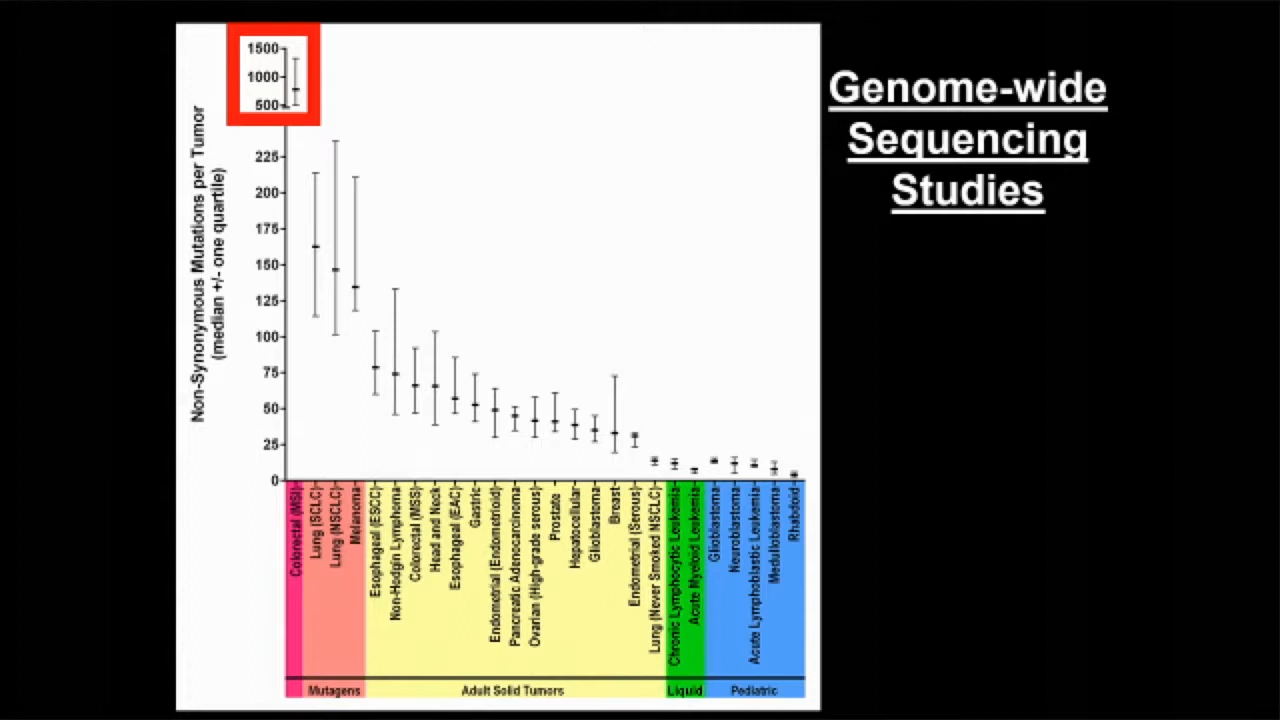 Genome-wide
Sequencing
Studies
Non-Synonymous Mutations per Tumor
(median +/- one quartile)
1500
1000
500
225
200
175
150
125
100
75
50
25
0
Colorectal (MSI)
Lung (SCLC)
Lung (NSCLC)
Melanoma
Esophageal (ESCC)
Non-Hodgin Lymphoma
Colorectal (MSS)
Head and Neck
Esophageal (EAC)
Gastric
Endometrial (Endometrioid)
Pancreatic Adenocarcinoma
Ovarian (High-grade serous)
Prostate
Hepatocellular
Glioblastoma
Breast
Endometrial (Serous)
Lung (Never Smoked NSCLC)
Chronic Lymphocytic Leukemia
Acute Myeloid Leukemia
Glioblastoma
Neuroblastoma
Acute Lymphoblastic Leukemia
Medulloblastoma
Rhabdoid
Mutagens
Adult Solid Tumors
Liquid
Pediatric